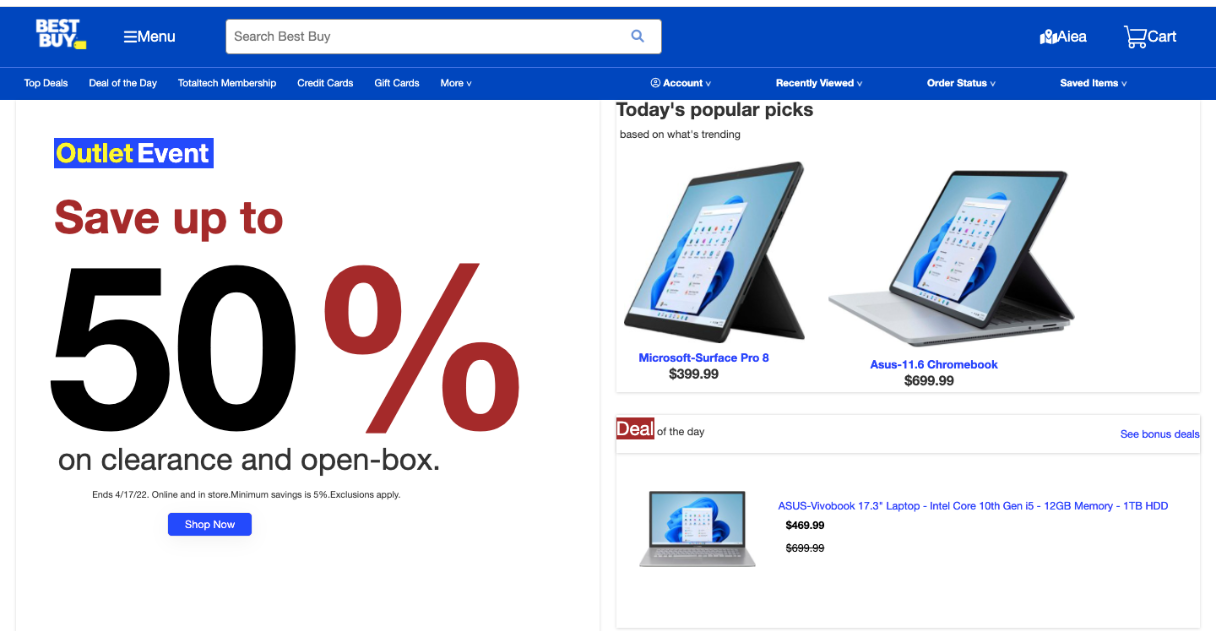 BEST BUY
Menu
Search Best Buy
Aiea
Cart
Top Deals
Deal of the Day
Totaltech Membership
Credit Cards
Gift Cards
More
Account
Recently Viewed
Order Status
Saved Items
Outlet Event
Save up to
50 %
on clearance and open-box.
Ends 4/17/22. Online and in store.Minimum savings is 5%.Exclusions apply.
Shop Now
Today's popular picks
based on what's trending
Microsoft-Surface Pro 8
$399.99
Asus-11.6 Chromebook
$699.99
Deal of the day
See bonus deals
ASUS-Vivobook 17.3" Laptop - Intel Core 10th Gen i5 - 12GB Memory - 1TB HDD
$469.99
$699.99